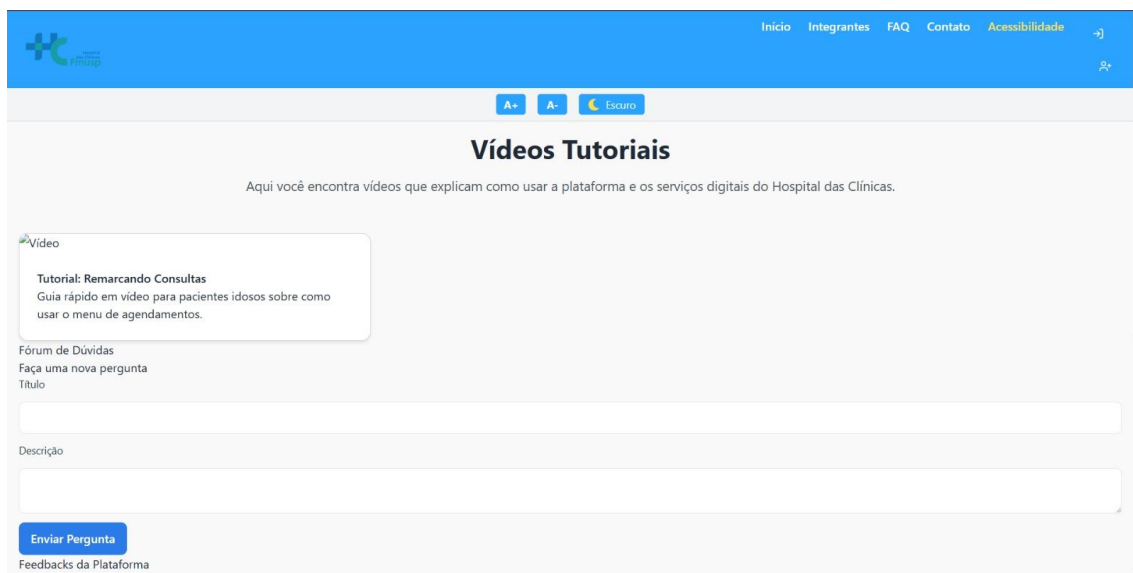 Início Integrantes FAQ Contato Acessibilidade
HC
Fmusp
A+ A- Escuro
Vídeos Tutoriais
Aqui você encontra vídeos que explicam como usar a plataforma e os serviços digitais do Hospital das Clínicas.
Vídeo
Tutorial: Remarcando Consultas
Guia rápido em vídeo para pacientes idosos sobre como
usar o menu de agendamentos.
Fórum de Dúvidas
Faça uma nova pergunta
Título
Descrição
Enviar Pergunta
Feedbacks da Plataforma